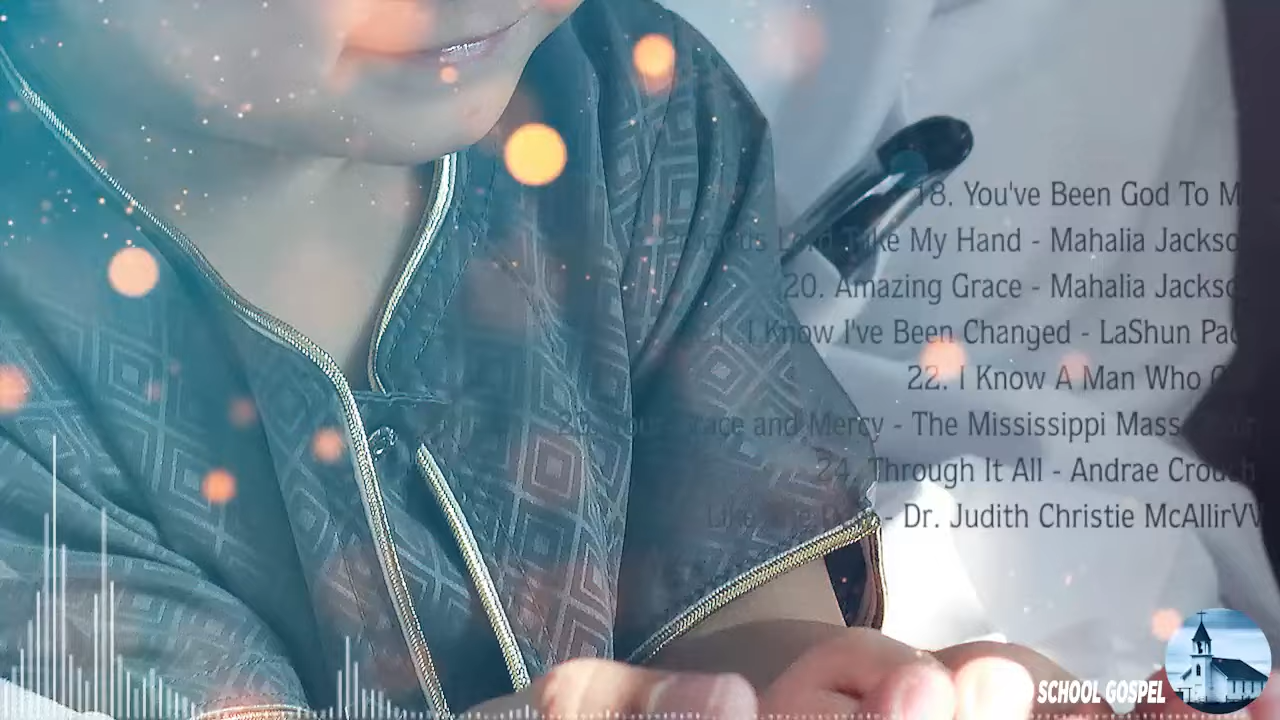 18. You've Been God To M
Lord Take My Hand - Mahalia Jackso
20. Amazing Grace - Mahalia Jackso
I Know I've Been Changed - LaShun Pac
22. I Know A Man Who
Grace and Mercy - The Mississippi Mass
24. Through It All - Andrae Crouch
Like - Dr. Judith Christie McAllirVV
SCHOOL GOSPEL